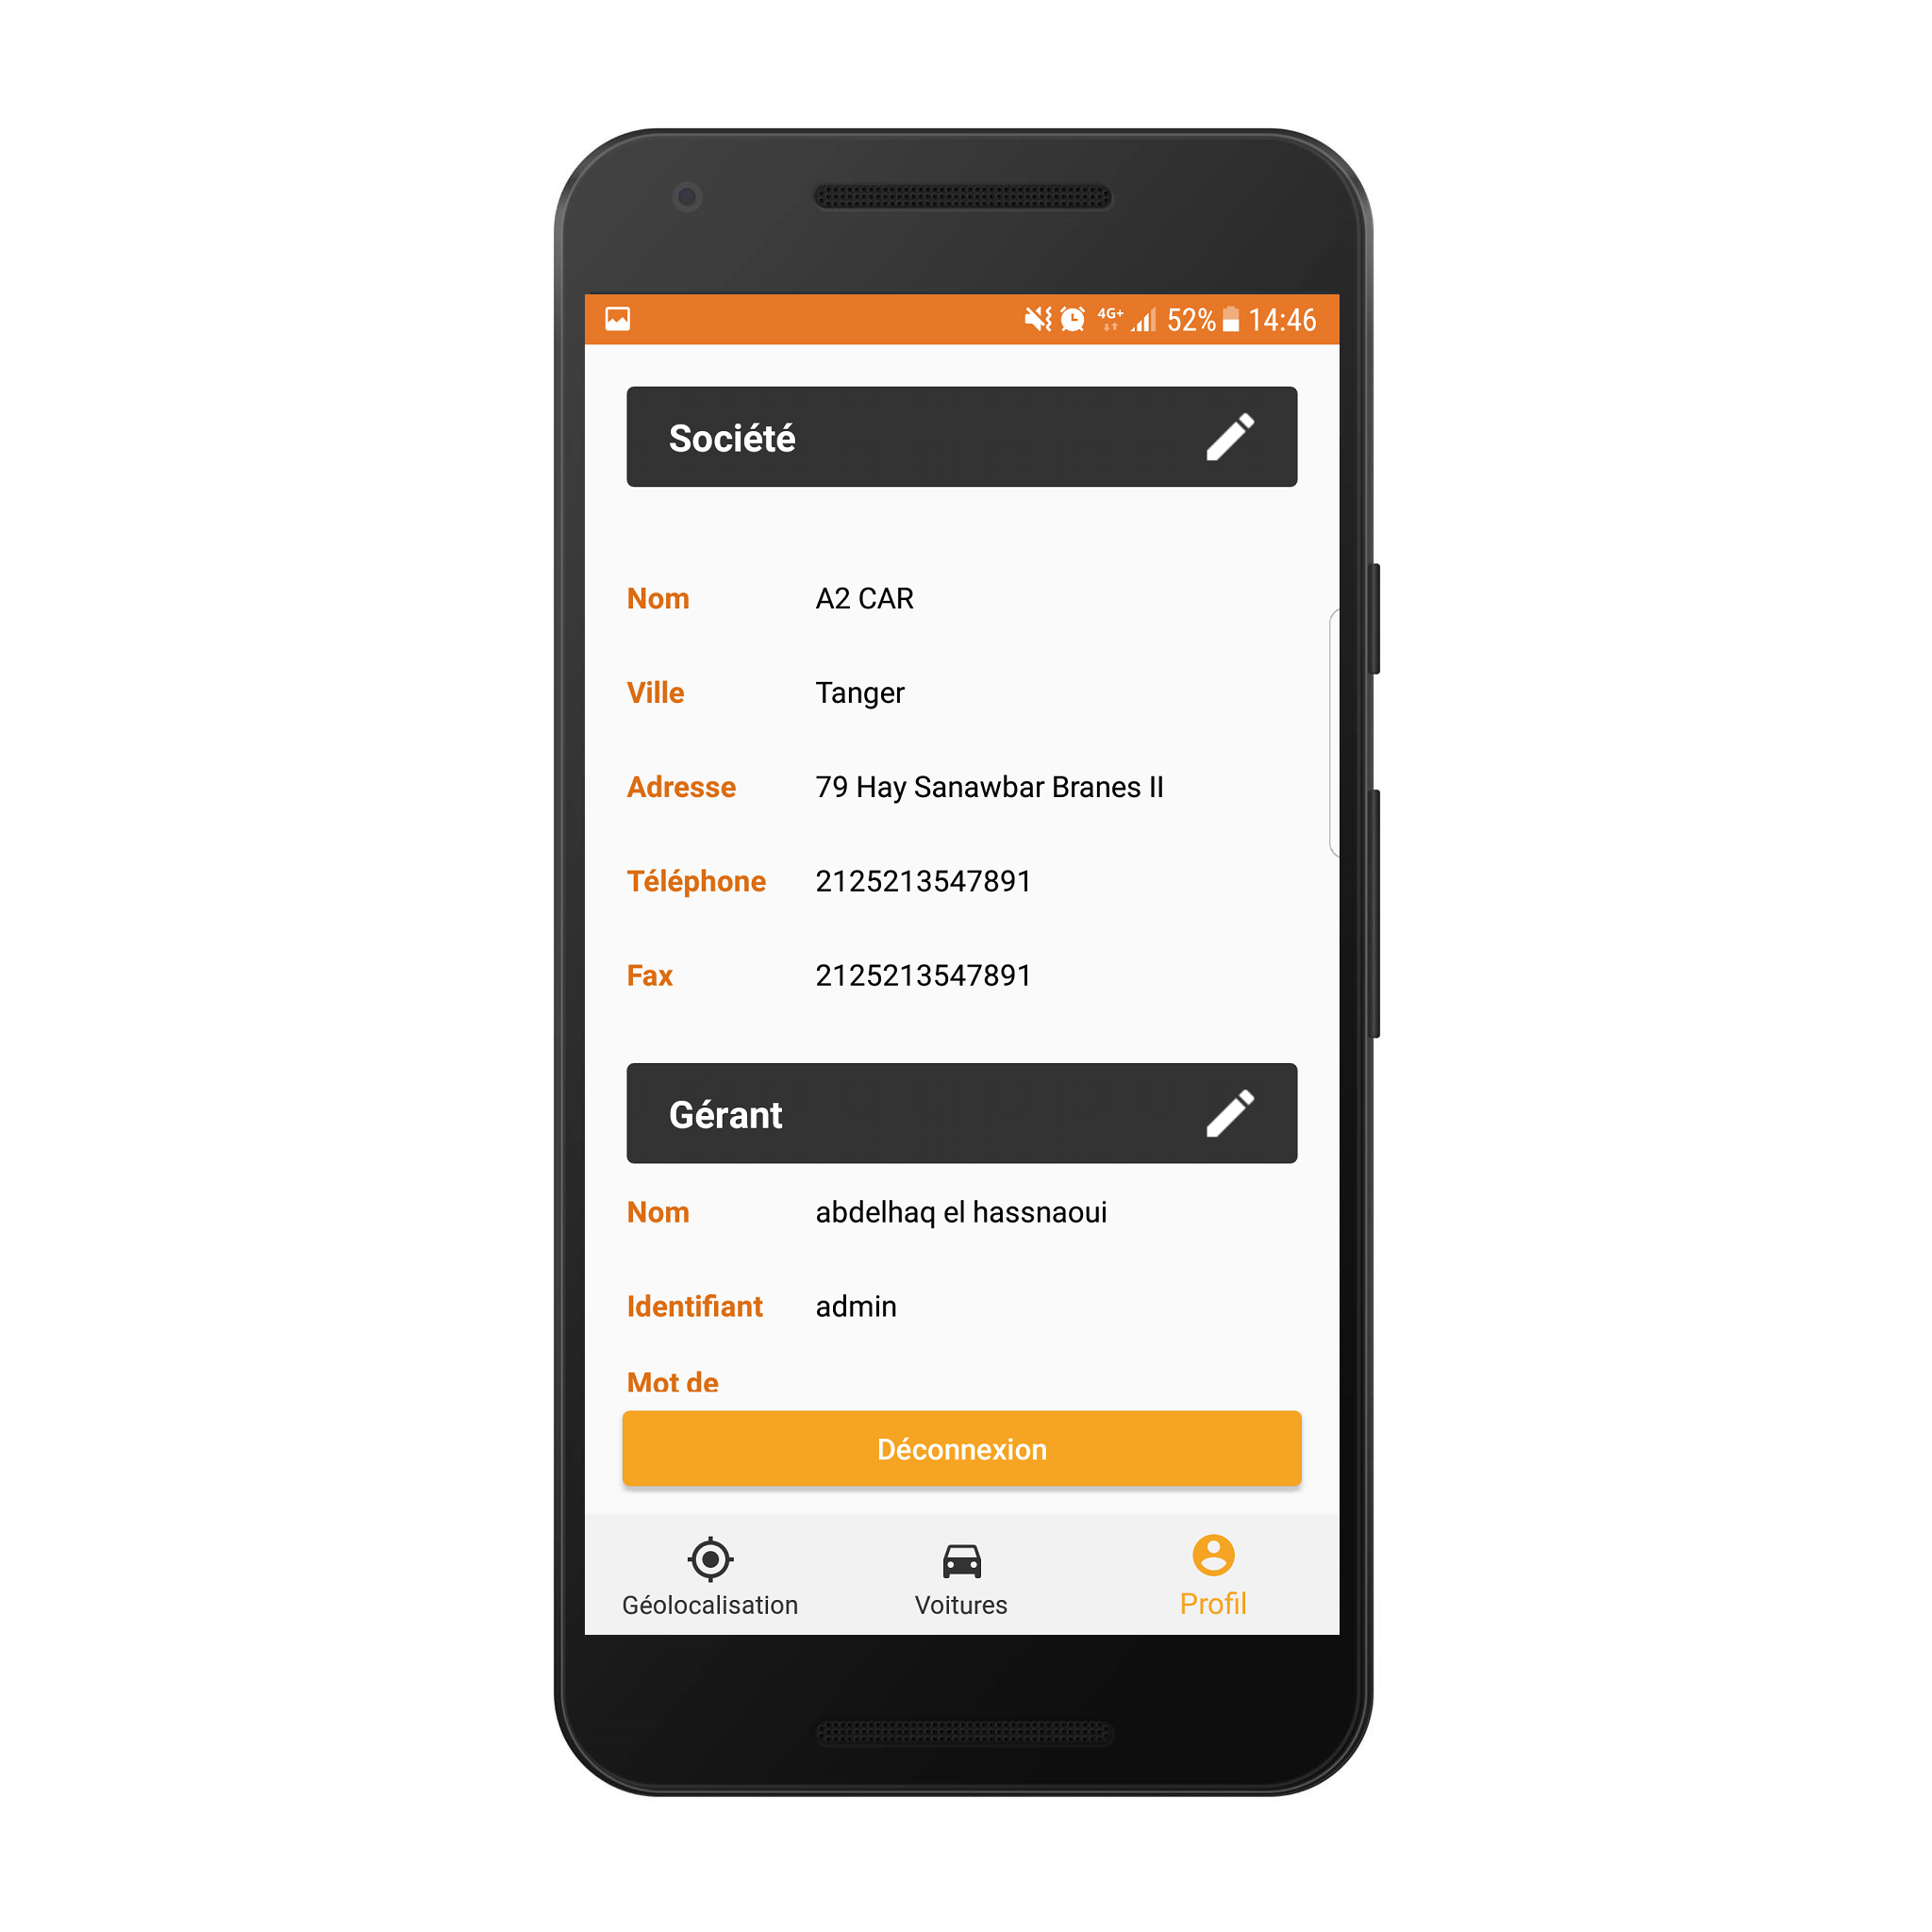 4G+ 52% 14:46
Société
Nom A2 CAR
Ville Tanger
Adresse 79 Hay Sanawbar Branes II
Téléphone 2125213547891
Fax 2125213547891
Gérant
Nom abdelhaq el hassnaoui
Identifiant admin
Mot de
Déconnexion
Géolocalisation Voitures Profil